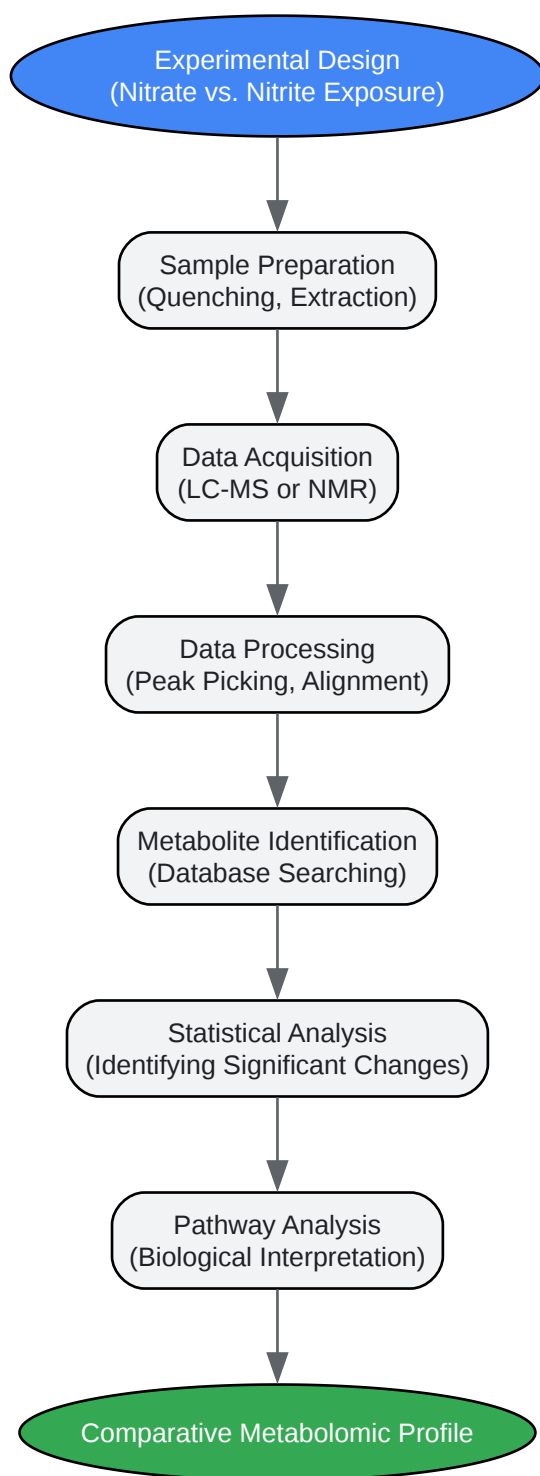 Experimental Design
(Nitrate vs. Nitrite Exposure)
Sample Preparation
(Quenching, Extraction)
Data Acquisition
(LC-MS or NMR)
Data Processing
(Peak Picking, Alignment)
Metabolite Identification
(Database Searching)
Statistical Analysis
(Identifying Significant Changes)
Pathway Analysis
(Biological Interpretation)
Comparative Metabolomic Profile